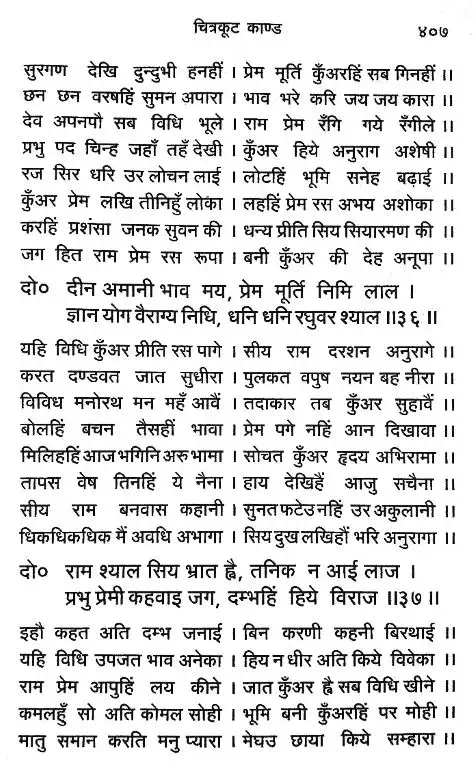 चित्रकूट काण्ड ४०७
सुरगण देखि दुन्दुभी हनहीं । प्रेम मूर्ति कुँअरहिं सब गिनहीं ।।
छन छन वरषहिं सुमन अपारा । भाव भरे करि जय जय कारा ।।
देव अपनपौ सब विधि भूले । राम प्रेम रँगि गये रँगीले ।।
प्रभु पद चिन्ह जहाँ तहँ देखी । कुँअर हिये अनुराग अशेषी ।।
रज सिर धरि उर लोचन लाई । लोटहिं भूमि सनेह बढ़ाई ।।
कुँअर प्रेम लखि तीनिहुँ लोका । लहहिं प्रेम रस अभय अशोका ।।
करहिं प्रशंसा जनक सुवन की । धन्य प्रीति सिय सियारमण की ।।
जग हित राम प्रेम रस रूपा । बनी कुँअर की देह अनूपा ।।
दो० दीन अमानी भाव मय, प्रेम मूर्ति निमि लाल ।
ज्ञान योग वैराग्य निधि, धनि धनि रघुवर श्याल ।।३६।।
यहि विधि कुँअर प्रीति रस पागे । सीय राम दरशन अनुरागे ।।
करत दण्डवत जात सुधीरा । पुलकत वपुष नयन बह नीरा ।।
विविध मनोरथ मन महँ आवैं । तदाकार तब कुँअर सुहावैं ।।
बोलहिं बचन तैसहीं भावा । प्रेम पगे नहिं आन दिखावा ।।
मिलिहहिं आज भगिनि अरु भामा । सोचत कुँअर हृदय अभिरामा ।।
तापस वेष तिनहिं ये नैना । हाय देखिहैं आजु सचैना ।।
सीय राम बनवास कहानी । सुनत फटेउ नहिं उर अकुलानी ।।
धिकधिकधिक मैं अवधि अभागा । सिय दुख लखिहौं भरि अनुरागा ।।
दो० राम श्याल सिय भ्रात ह्वै, तनिक न आई लाज ।
प्रभु प्रेमी कहवाइ जग, दम्भहिं हिये विराज ।।३७।।
इहौ कहत अति दम्भ जनाई । बिन करणी कहनी बिरथाई ।।
यहि विधि उपजत भाव अनेका । हिय न धीर अति किये विवेका ।।
राम प्रेम आपुहिं लय कीने । जात कुँअर ह्वै सब विधि खीने ।।
कमलहुँ सो अति कोमल सोही । भूमि बनी कुँअरहिं पर मोही ।।
मातु समान करति मनु प्यारा । मेघउ छाया किये सम्हारा ।।